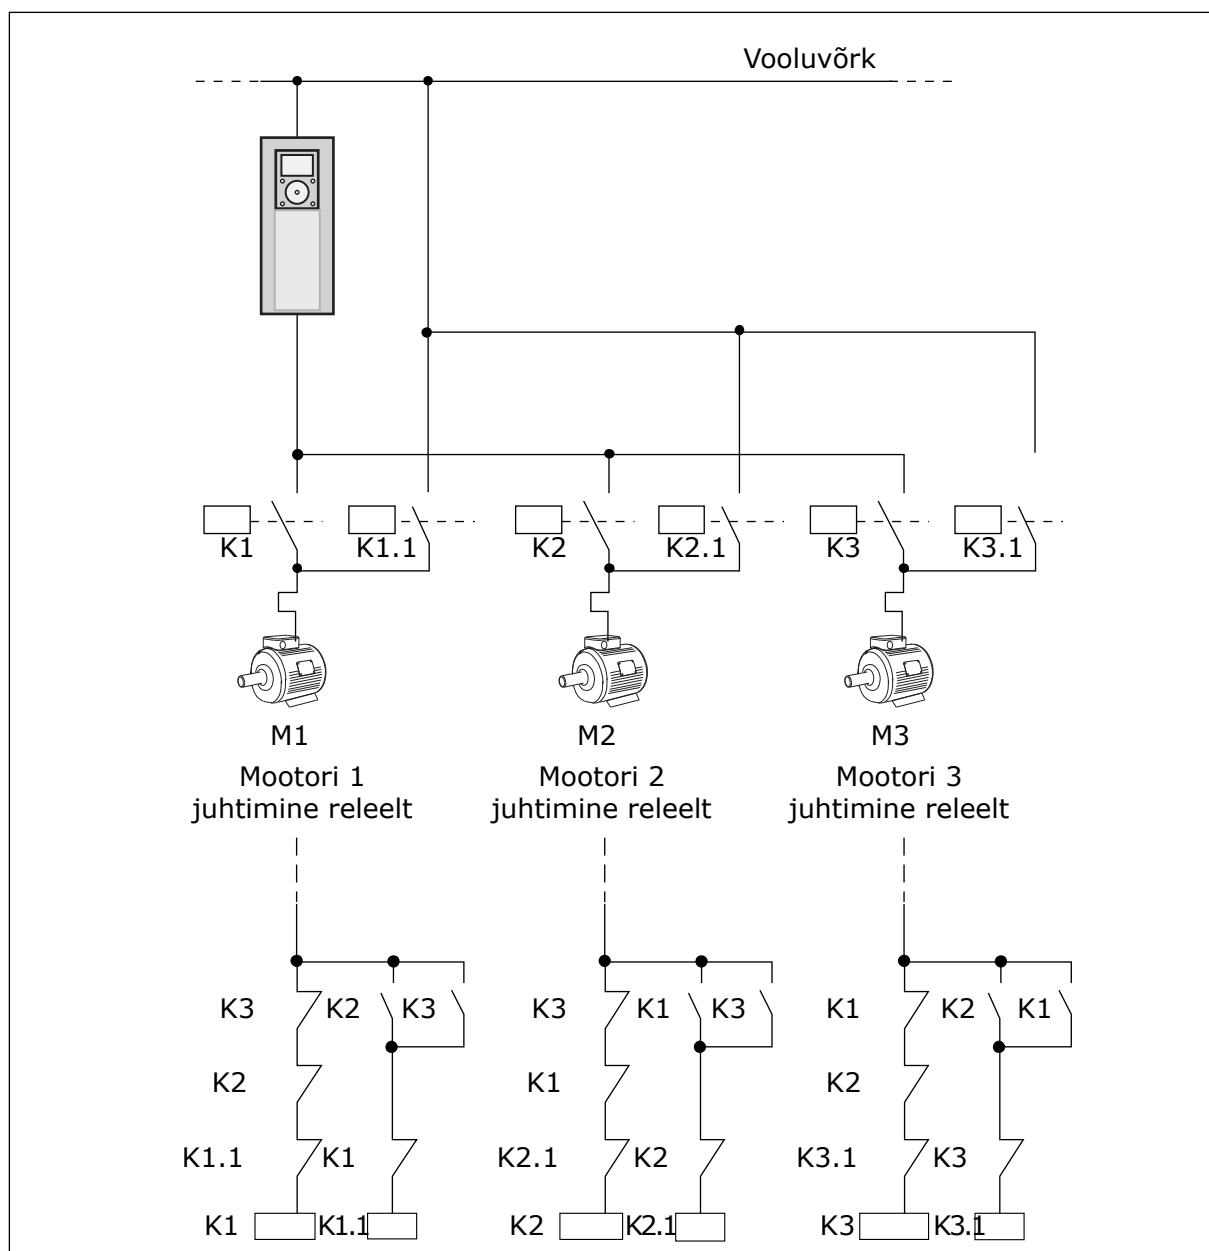 Vooluvõrk
K1 K1.1 K2 K2.1 K3 K3.1
M1 M2 M3
Mootori 1 Mootori 2 Mootori 3
juhtimine releelt juhtimine releelt juhtimine releelt
K3 K2 K3 K3 K1 K3 K1 K2 K1
K2 K1 K2
K1.1 K1 K2.1 K2 K3.1 K3
K1 K1.1 K2 K2.1 K3 K3.1